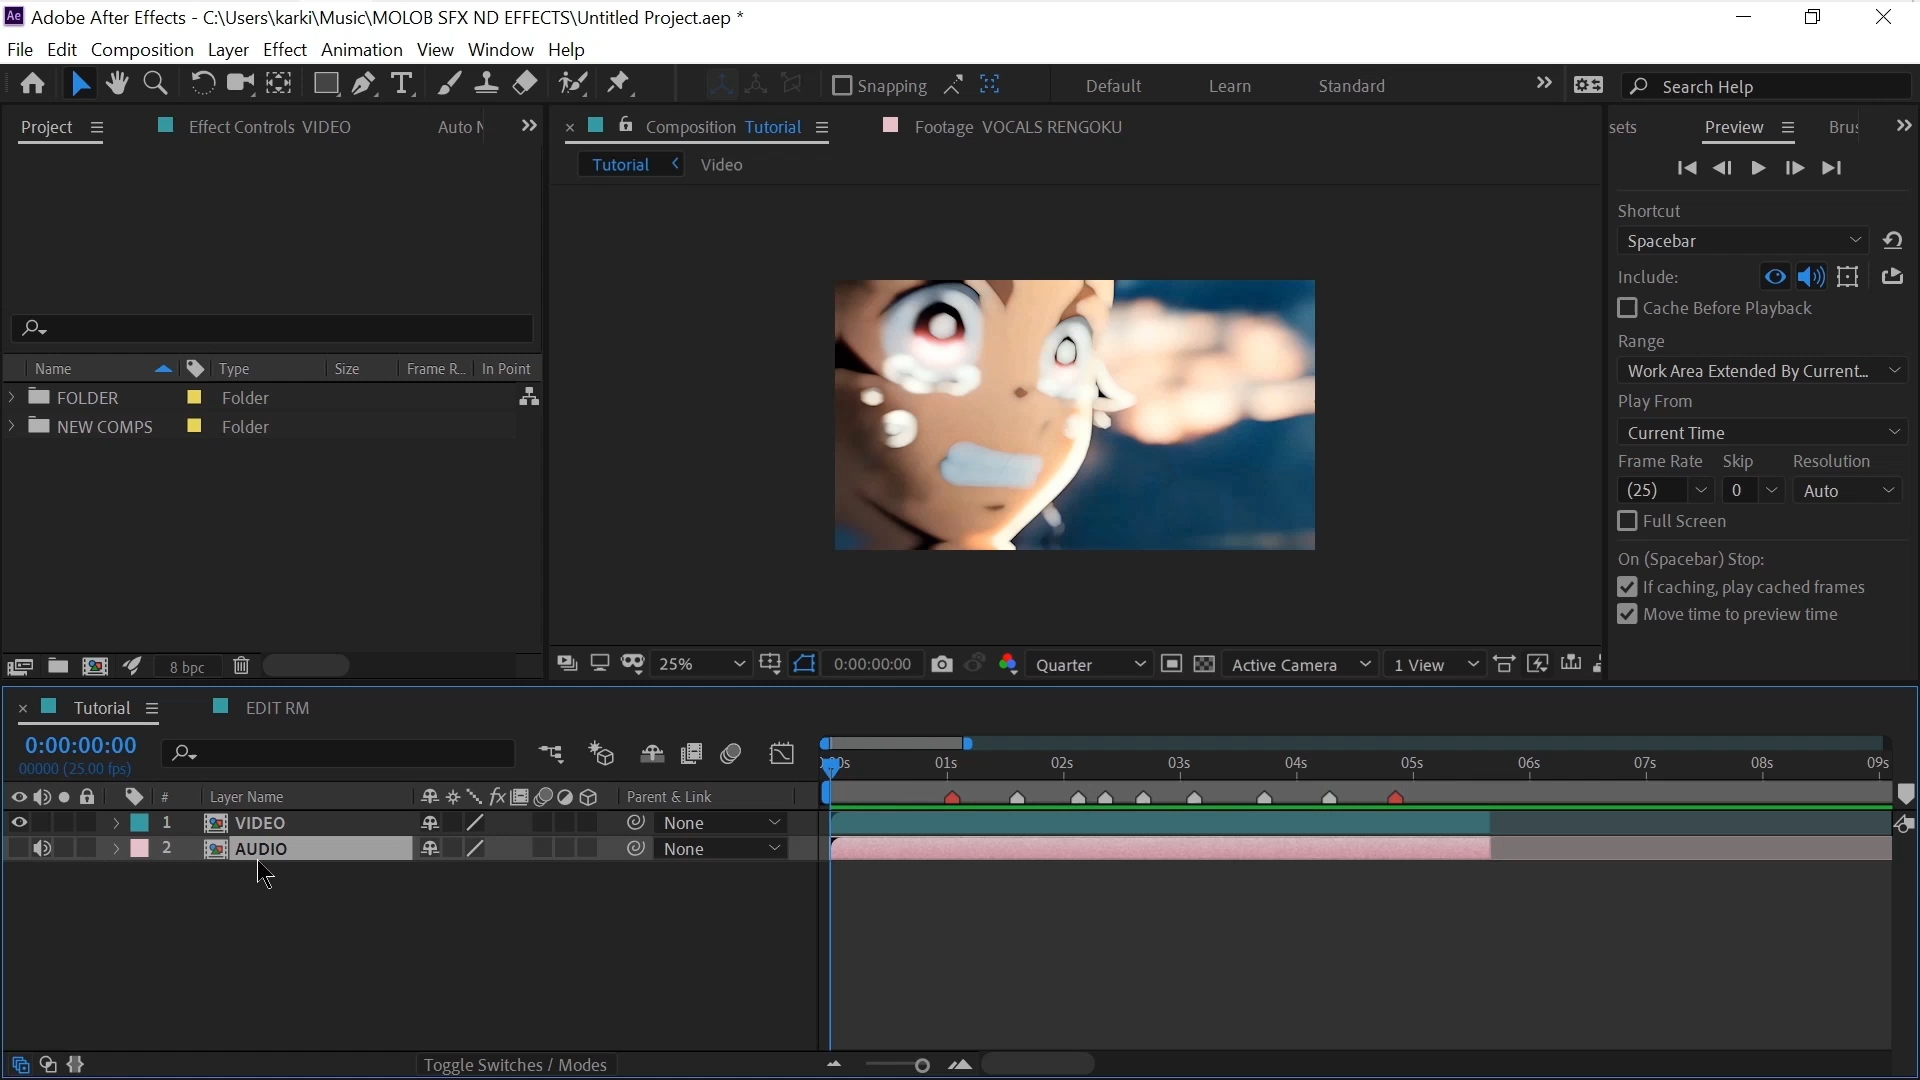 Ae Adobe After Effects - C:\Users\karki\Music\MOLOB SFX ND EFFECTS\Untitled Project.aep *
File Edit Composition Layer Effect Animation View Window Help
Snapping Default Learn Standard Search Help
Project Effect Controls VIDEO Auto Composition Tutorial Footage VOCALS RENGOKU sets Preview
Tutorial Video
Shortcut
Spacebar
Include:
Cache Before Playback
Range
Name Type Size Frame R... In Point Work Area Extended By Current...
FOLDER Folder
Play From
NEW COMPS Folder
Current Time
Frame Rate Skip Resolution
(25) 0 Auto
Full Screen
On (Spacebar) Stop:
If caching, play cached frames
Move time to preview time
8 bpc 25% 0:00:00:00 Quarter Active Camera 1 View
Tutorial EDIT RM
0:00:00:00
00000 (25.00 fps)
01s 02s 03s 04s 05s 06s 07s 08s 09s
# Layer Name fx Parent & Link
1 VIDEO None
2 AUDIO None
Toggle Switches / Modes